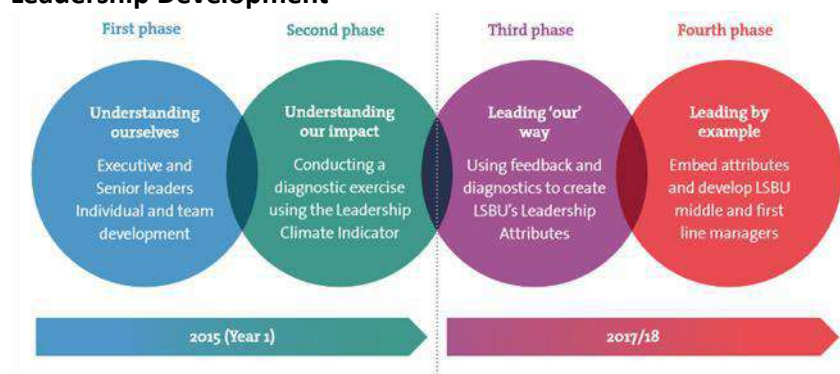 Leadership Development
First phase
Second phase
Third phase
Fourth phase
Understanding
ourselves
Executive and
Senior leaders
Individual and team
development
Understanding
our impact
Conducting a
diagnostic exercise
using the Leadership
Climate Indicator
Leading ‘our’
way
Using feedback and
diagnostics to create
LSBU’s Leadership
Attributes
Leading by
example
Embed attributes
and develop LSBU
middle and first
line managers
2015 (Year 1)
2017/18